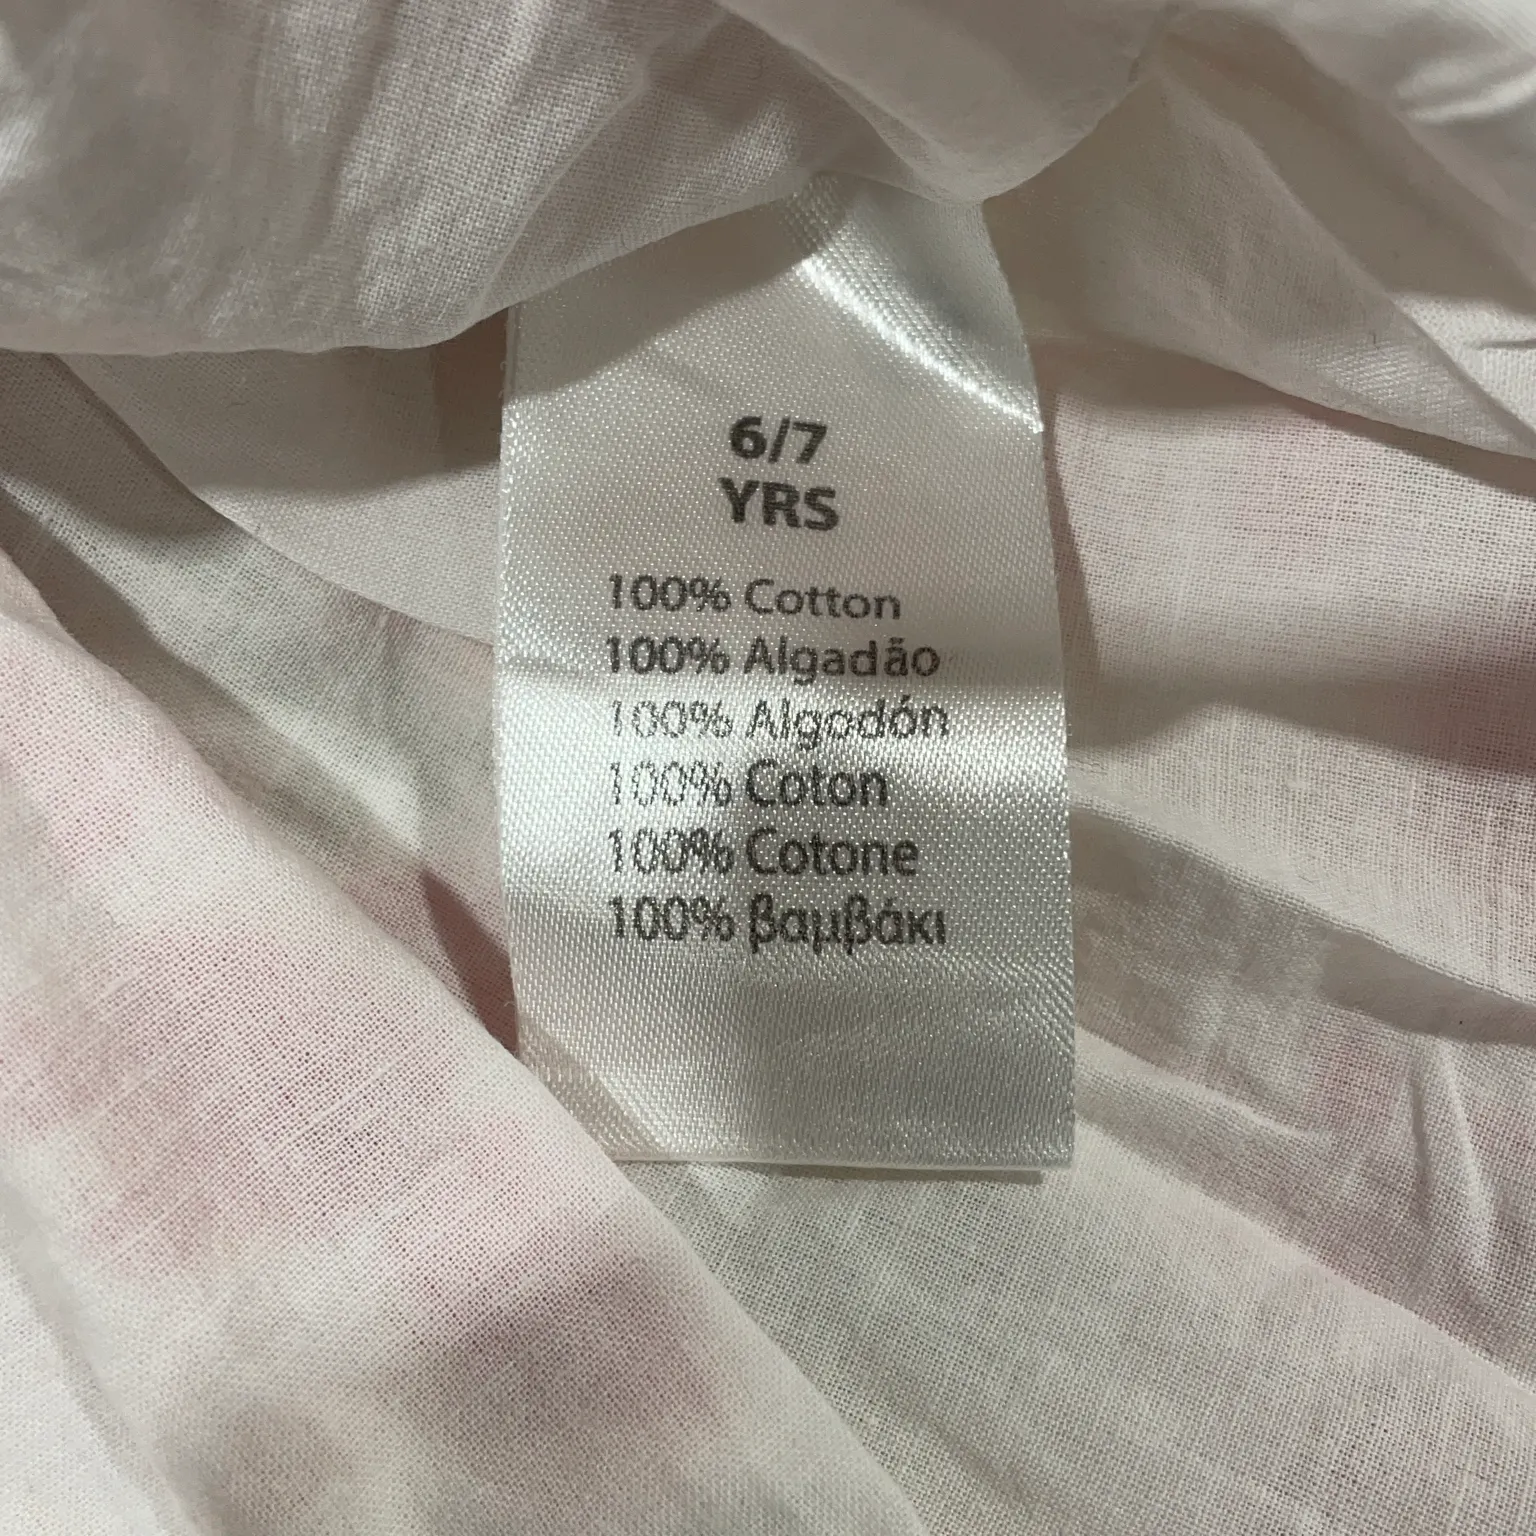 6/7
YRS
100% Cotton
100% Algadão
100% Algodón
100% Coton
100% Cotone
100% βαμβάκι